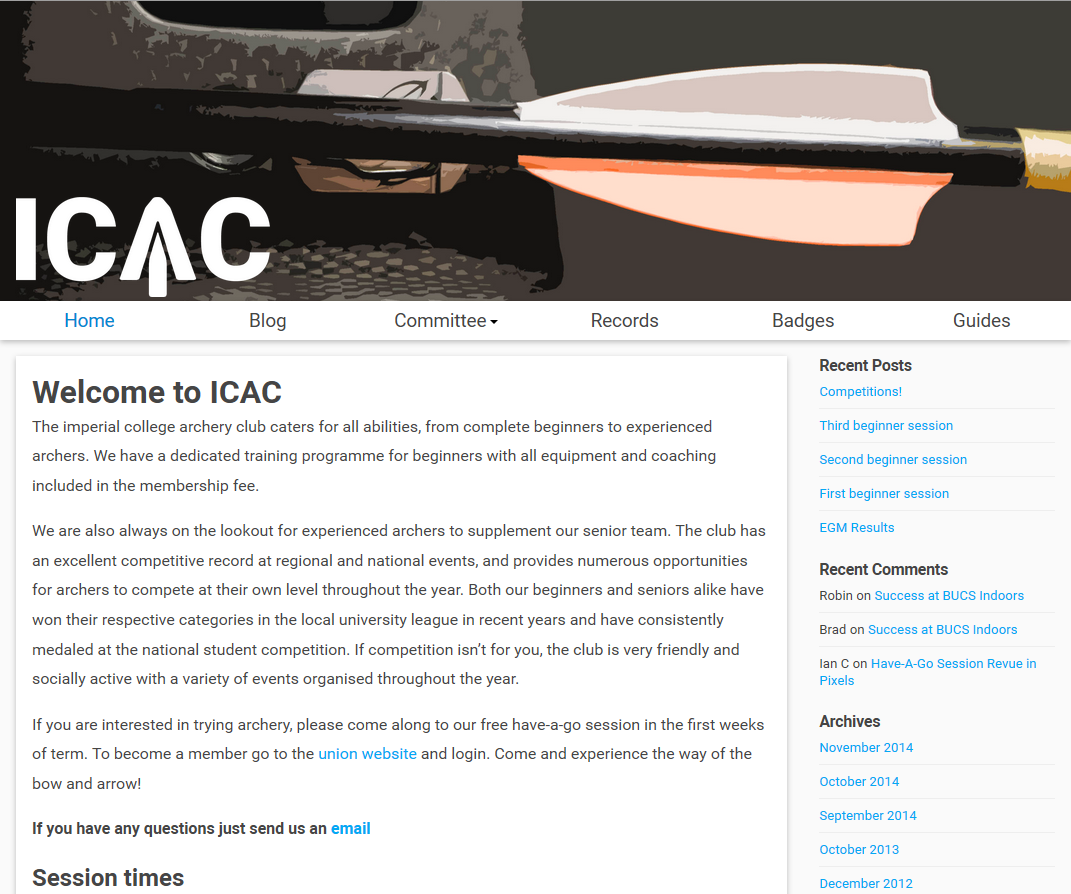 ICAC
Home Blog Committee Records Badges Guides
Welcome to ICAC
The imperial college archery club caters for all abilities, from complete beginners to experienced
archers. We have a dedicated training programme for beginners with all equipment and coaching
included in the membership fee.
We are also always on the lookout for experienced archers to supplement our senior team. The club has
an excellent competitive record at regional and national events, and provides numerous opportunities
for archers to compete at their own level throughout the year. Both our beginners and seniors alike have
won their respective categories in the local university league in recent years and have consistently
medaled at the national student competition. If competition isn’t for you, the club is very friendly and
socially active with a variety of events organised throughout the year.
If you are interested in trying archery, please come along to our free have-a-go session in the first weeks
of term. To become a member go to the union website and login. Come and experience the way of the
bow and arrow!
If you have any questions just send us an email
Session times
Recent Posts
Competitions!
Third beginner session
Second beginner session
First beginner session
EGM Results
Recent Comments
Robin on Success at BUCS Indoors
Brad on Success at BUCS Indoors
Ian C on Have-A-Go Session Revue in
Pixels
Archives
November 2014
October 2014
September 2014
October 2013
December 2012